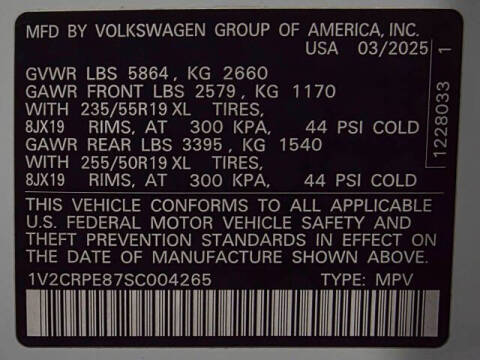 MFD BY VOLKSWAGEN GROUP OF AMERICA, INC.
USA 03/2025
GVWR LBS 5864 , KG 2660
GAWR FRONT LBS 2579 , KG 1170
WITH 235/55R19 XL TIRES,
8JX19 RIMS, AT 300 KPA, 44 PSI COLD
GAWR REAR LBS 3395 , KG 1540
WITH 255/50R19 XL TIRES,
8JX19 RIMS, AT 300 KPA, 44 PSI COLD
THIS VEHICLE CONFORMS TO ALL APPLICABLE
U.S. FEDERAL MOTOR VEHICLE SAFETY AND
THEFT PREVENTION STANDARDS IN EFFECT ON
THE DATE OF MANUFACTURE SHOWN ABOVE.
1V2CRPE87SC004265 TYPE: MPV
1228033 1